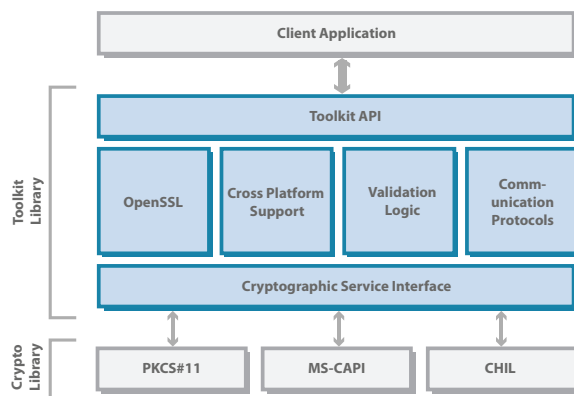 Client Application
Toolkit
Library
Toolkit API
OpenSSL
Cross Platform
Support
Validation
Logic
Comm-
unication
Protocols
Cryptographic Service Interface
Crypto
Library
PKCS#11
MS-CAPI
CHIL